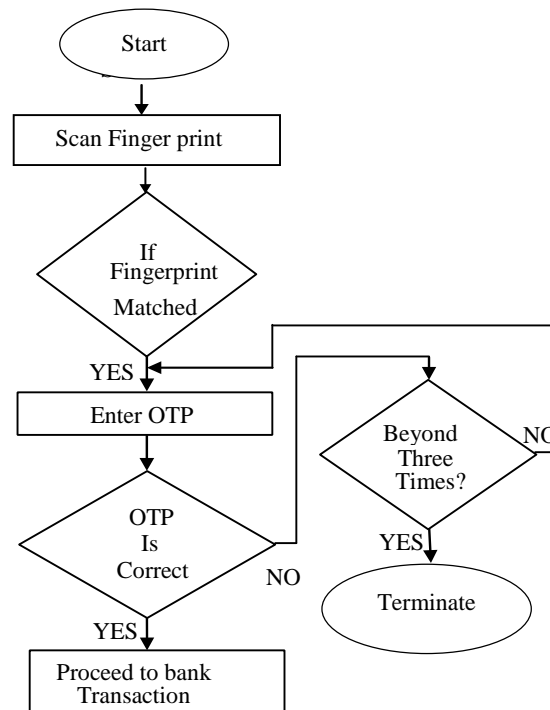 Start
Scan Finger print
If
Fingerprint
Matched
YES
Enter OTP
OTP
Is
Correct
NO
YES
Proceed to bank
Transaction
Beyond
Three
Times?
NO
YES
Terminate